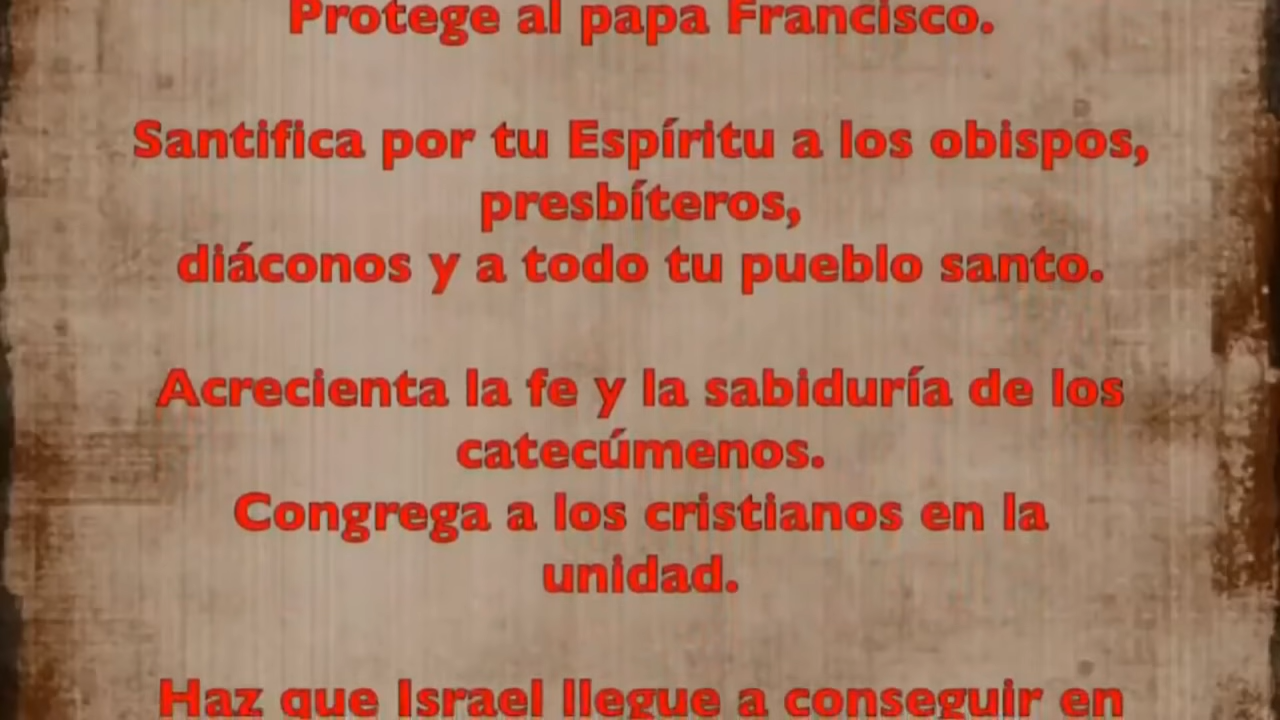 Protege al papa Francisco.
Santifica por tu Espíritu a los obispos,
presbíteros,
diáconos y a todo tu pueblo santo.
Acrecienta la fe y la sabiduría de los
catecúmenos.
Congrega a los cristianos en la
unidad.
Haz que Israel llegue a conseguir en